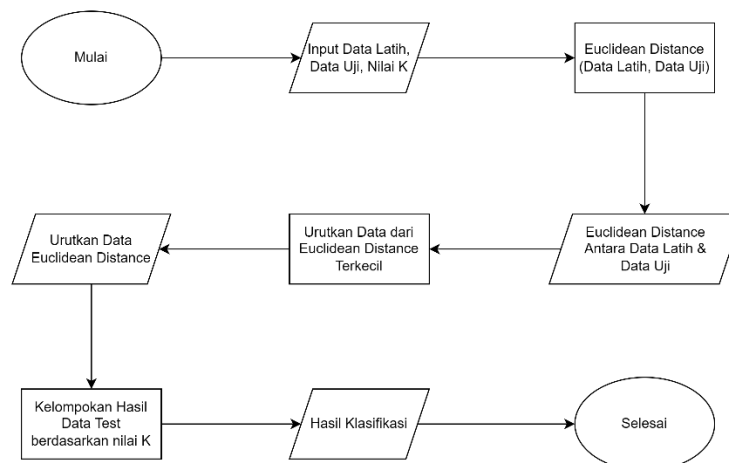 Mulai
Input Data Latih,
Data Uji, Nilai K
Euclidean Distance
(Data Latih, Data Uji)
Euclidean Distance
Antara Data Latih &
Data Uji
Urutkan Data dari
Euclidean Distance
Terkecil
Urutkan Data
Euclidean Distance
Kelompokan Hasil
Data Test
berdasarkan nilai K
Hasil Klasifikasi
Selesai